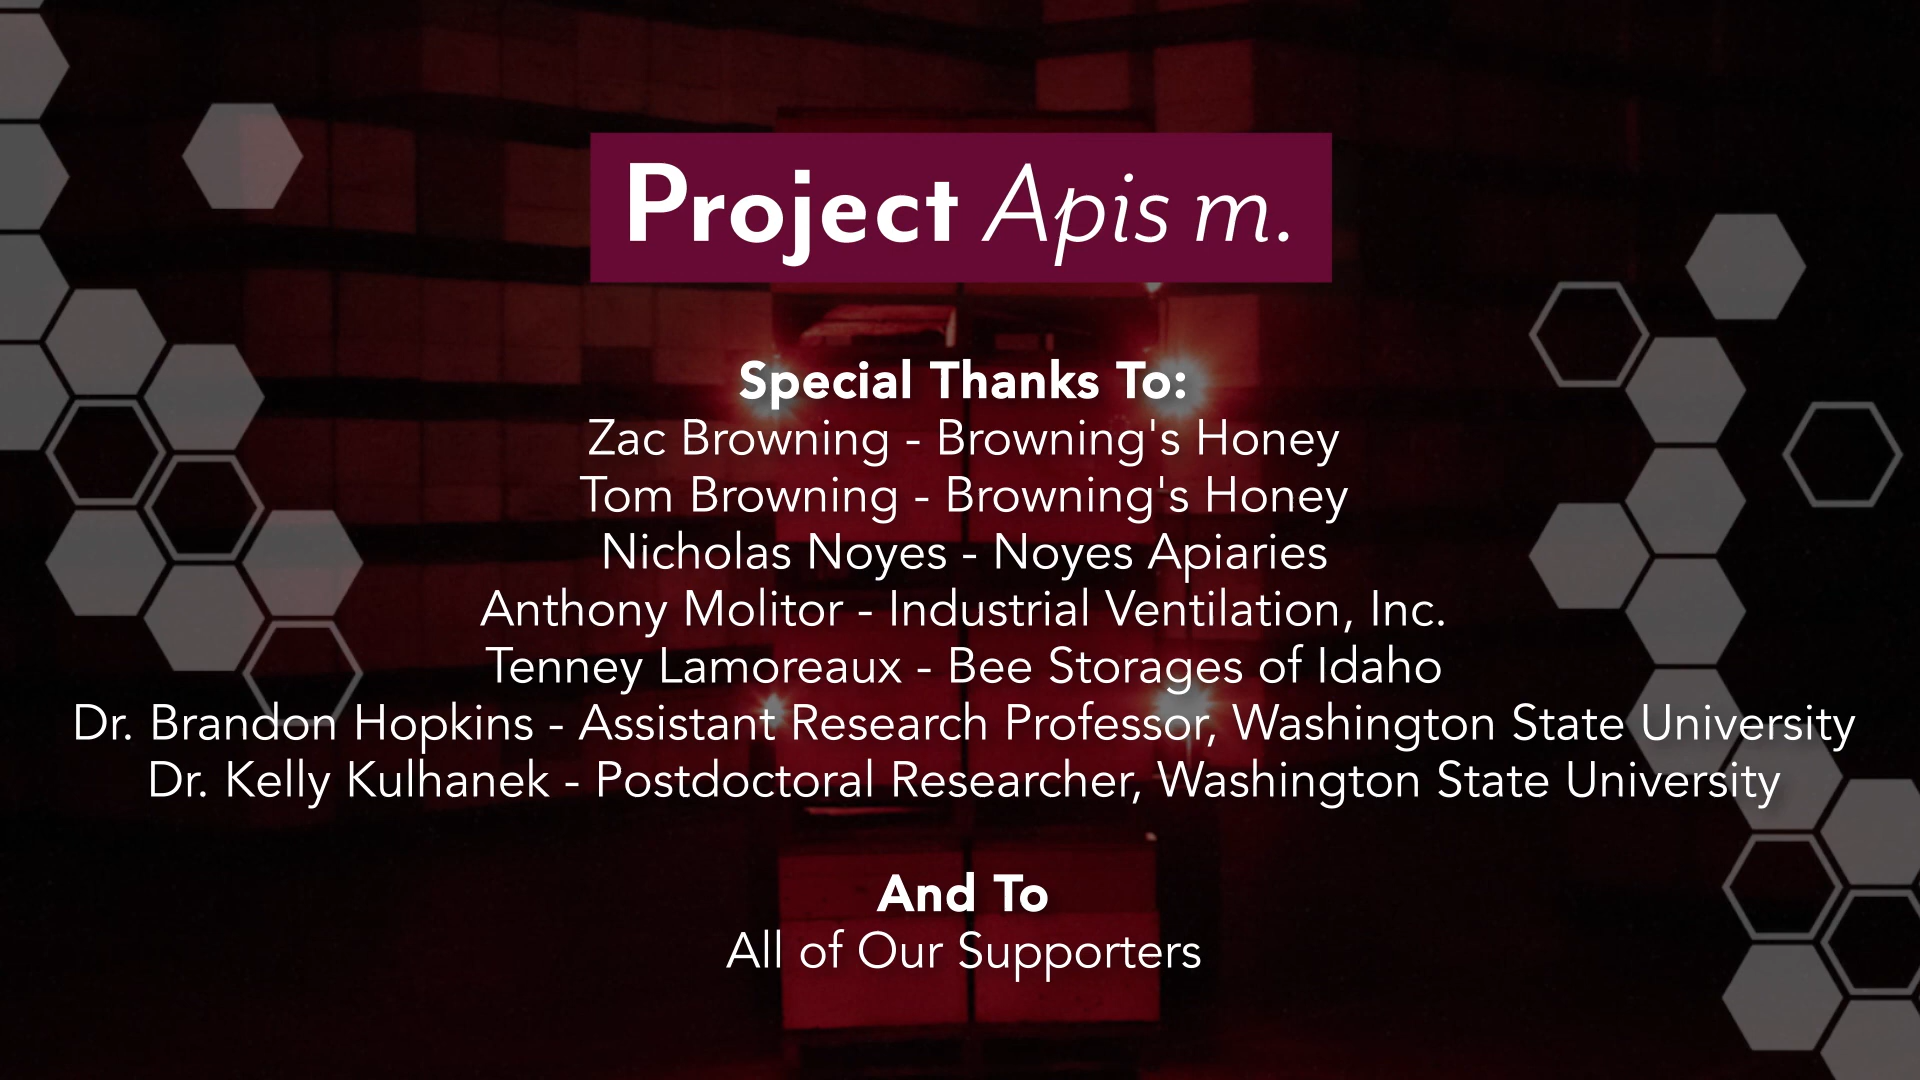 Project Apis m.
Special Thanks To:
Zac Browning - Browning's Honey
Tom Browning - Browning's Honey
Nicholas Noyes - Noyes Apiaries
Anthony Molitor - Industrial Ventilation, Inc.
Tenney Lamoreaux - Bee Storages of Idaho
Dr. Brandon Hopkins - Assistant Research Professor, Washington State University
Dr. Kelly Kulhanek - Postdoctoral Researcher, Washington State University
And To
All of Our Supporters